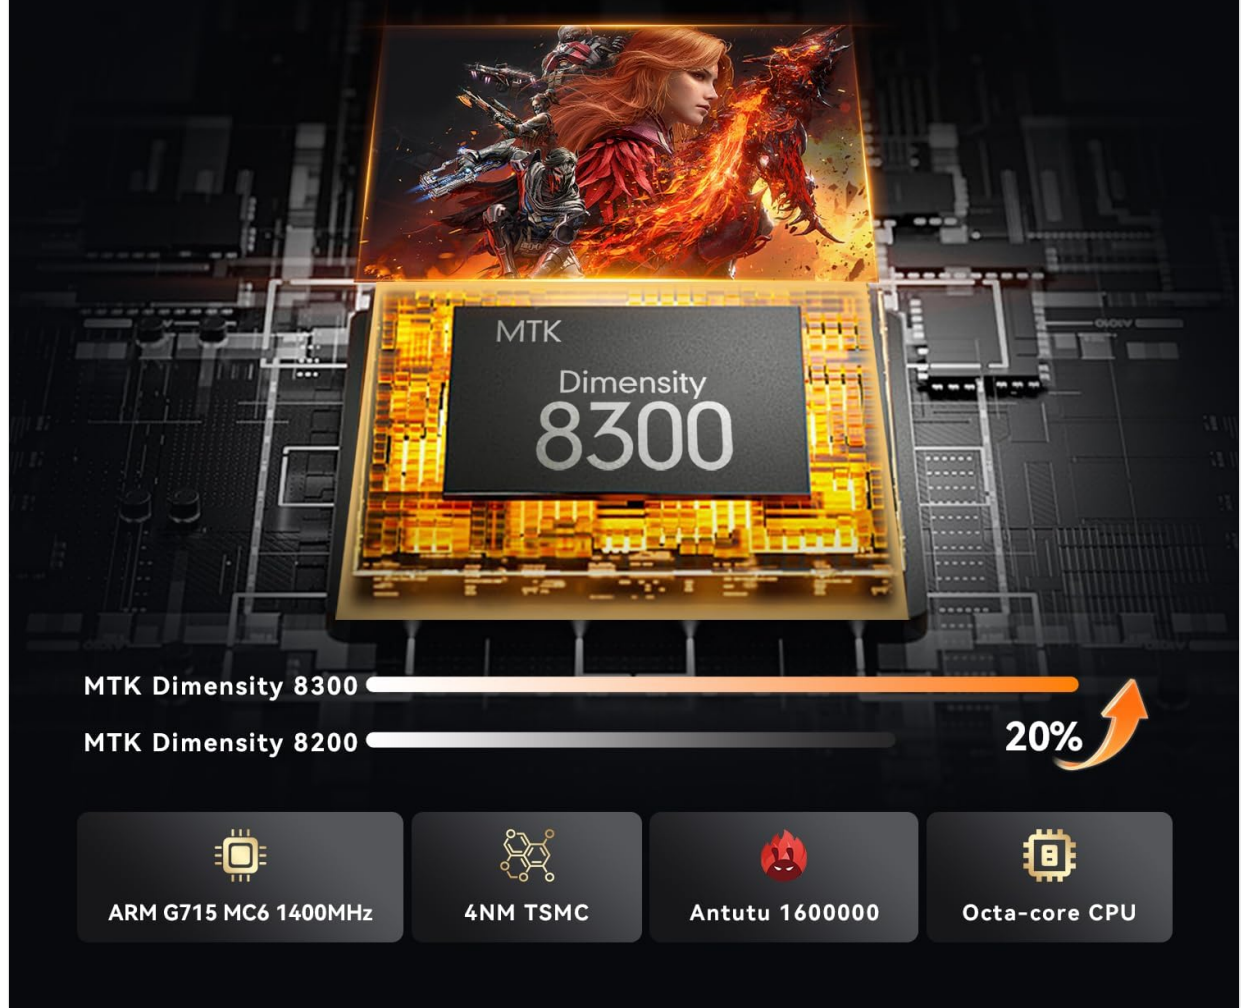 MTK
Dimensity
8300
MTK Dimensity 8300
MTK Dimensity 8200
20%
ARM G715 MC6 1400MHz
4NM TSMC
Antutu 1600000
Octa-core CPU
8